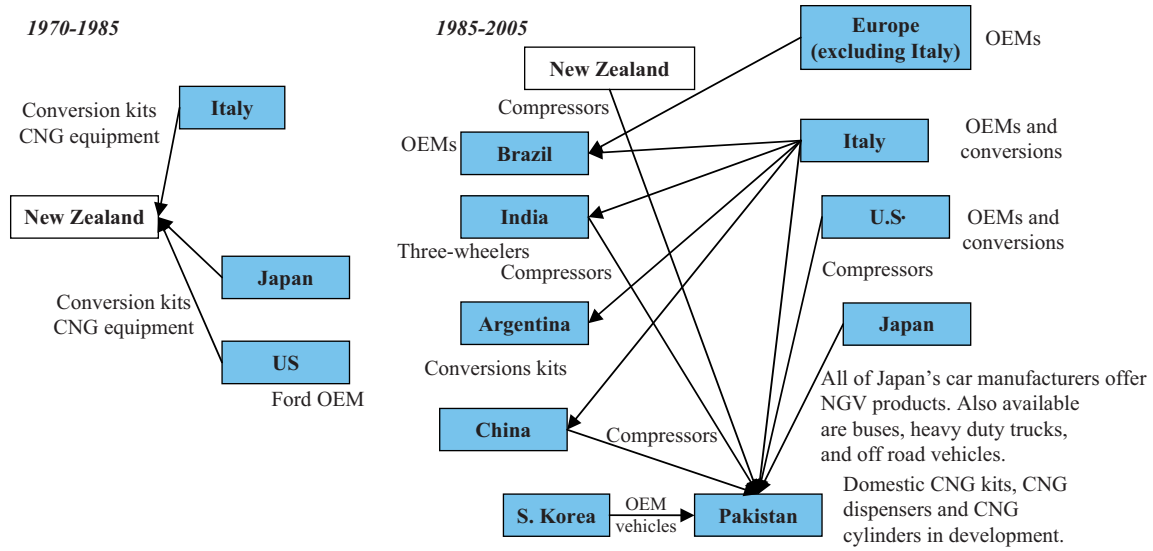 1970-1985
Italy
Conversion kits
CNG equipment
New Zealand
Japan
Conversion kits
CNG equipment
US
Ford OEM
1985-2005
Europe
(excluding Italy)
OEMs
New Zealand
Compressors
OEMs
Brazil
Italy
OEMs and
conversions
India
Three-wheelers
Compressors
U.S.
OEMs and
conversions
Compressors
Argentina
Conversions kits
Japan
All of Japan’s car manufacturers offer
NGV products. Also available
are buses, heavy duty trucks,
and off road vehicles.
China
Compressors
S. Korea
OEM
vehicles
Pakistan
Domestic CNG kits, CNG
dispensers and CNG
cylinders in development.